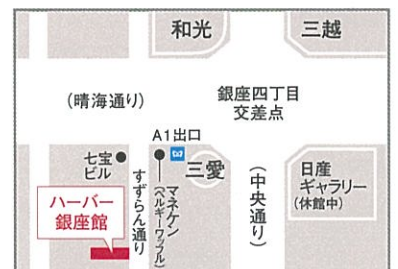 和光
三越
(晴海通り)
銀座四丁目
交差点
A1出口
七宝
ビル
すずらん通り
マネケン
(ベルギーワッフル)
三愛
(中央通り)
日産
ギャラリー
(休館中)
ハーバー
銀座館